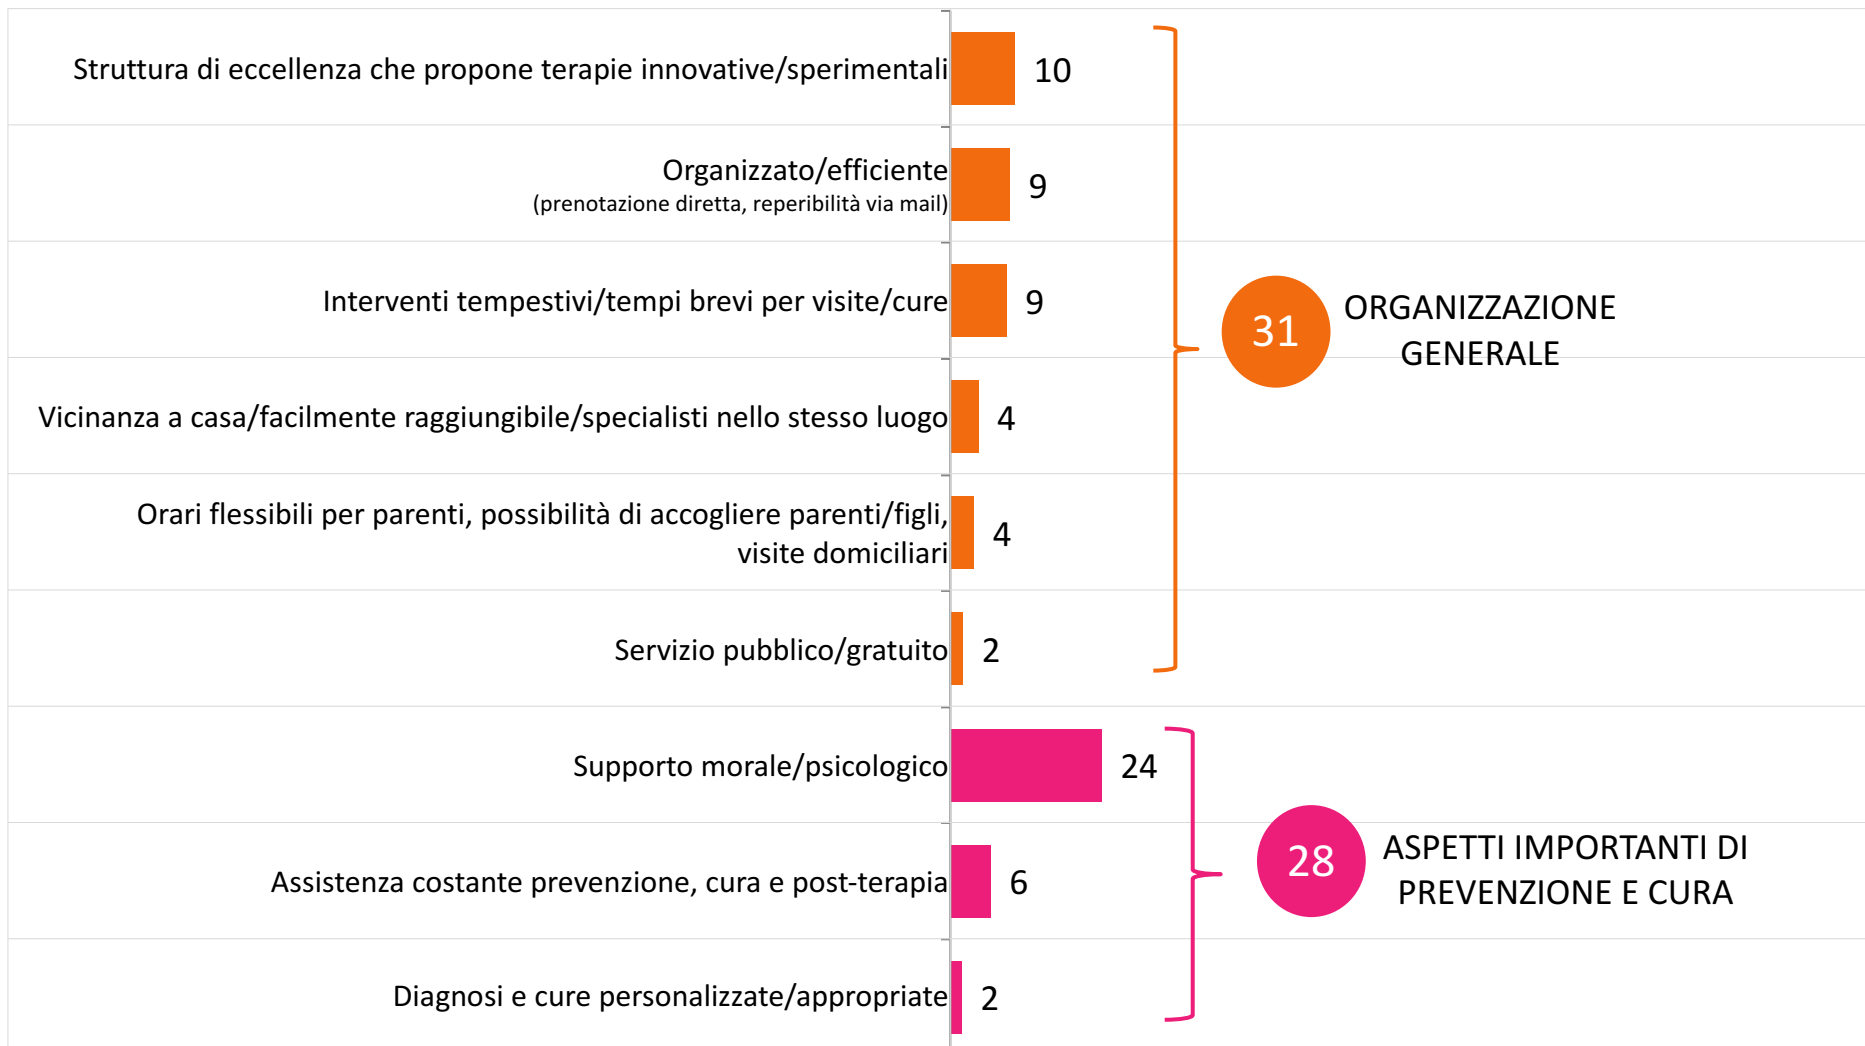 Struttura di eccellenza che propone terapie innovative/sperimentali
10
Organizzato/efficiente
(prenotazione diretta, reperibilità via mail)
9
Interventi tempestivi/tempi brevi per visite/cure
9
31
ORGANIZZAZIONE
GENERALE
Vicinanza a casa/facilmente raggiungibile/specialisti nello stesso luogo
4
Orari flessibili per parenti, possibilità di accogliere parenti/figli,
visite domiciliari
4
Servizio pubblico/gratuito
2
Supporto morale/psicologico
24
Assistenza costante prevenzione, cura e post-terapia
6
28
ASPETTI IMPORTANTI DI
PREVENZIONE E CURA
Diagnosi e cure personalizzate/appropriate
2